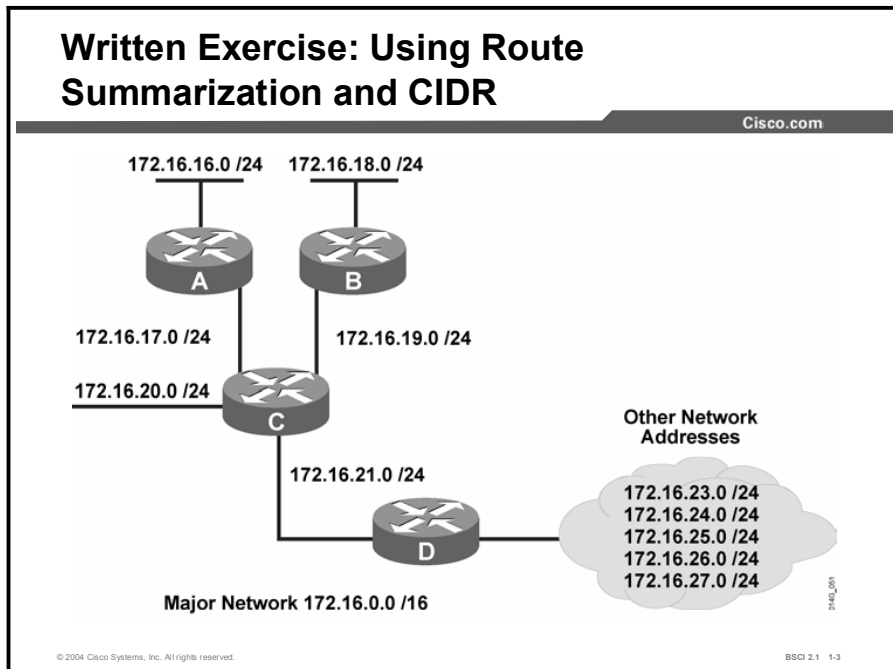 Written Exercise: Using Route
Summarization and CIDR
Cisco.com
172.16.16.0 /24
172.16.18.0 /24
A
B
172.16.17.0 /24
172.16.19.0 /24
172.16.20.0 /24
C
Other Network
Addresses
172.16.21.0 /24
172.16.23.0 /24
172.16.24.0 /24
172.16.25.0 /24
172.16.26.0 /24
172.16.27.0 /24
D
Major Network 172.16.0.0 /16
014G_051
© 2004 Cisco Systems, Inc. All rights reserved.
BSCI 2.1 1-3